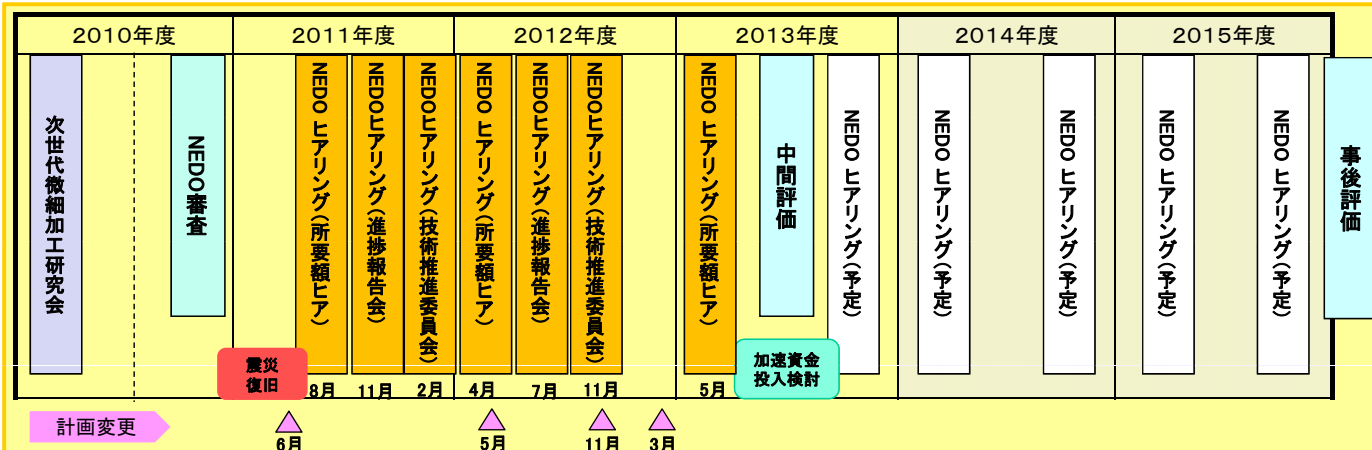 2010年度
2011年度
2012年度
2013年度
2014年度
2015年度
次世代微細加工研究会
NEDO審査
NEDO ヒアリング(所要額ヒア)
NEDOヒアリング(進捗報告会)
NEDOヒアリング(技術推進委員会)
NEDO ヒアリング(所要額ヒア)
NEDOヒアリング(進捗報告会)
NEDOヒアリング(技術推進委員会)
NEDO ヒアリング(所要額ヒア)
中間評価
NEDO ヒアリング(予定)
NEDO ヒアリング(予定)
NEDO ヒアリング(予定)
NEDO ヒアリング(予定)
NEDO ヒアリング(予定)
事後評価
震災
復旧
加速資金
投入検討
8月
11月
2月
4月
7月
11月
5月
計画変更
6月
5月
11月
3月